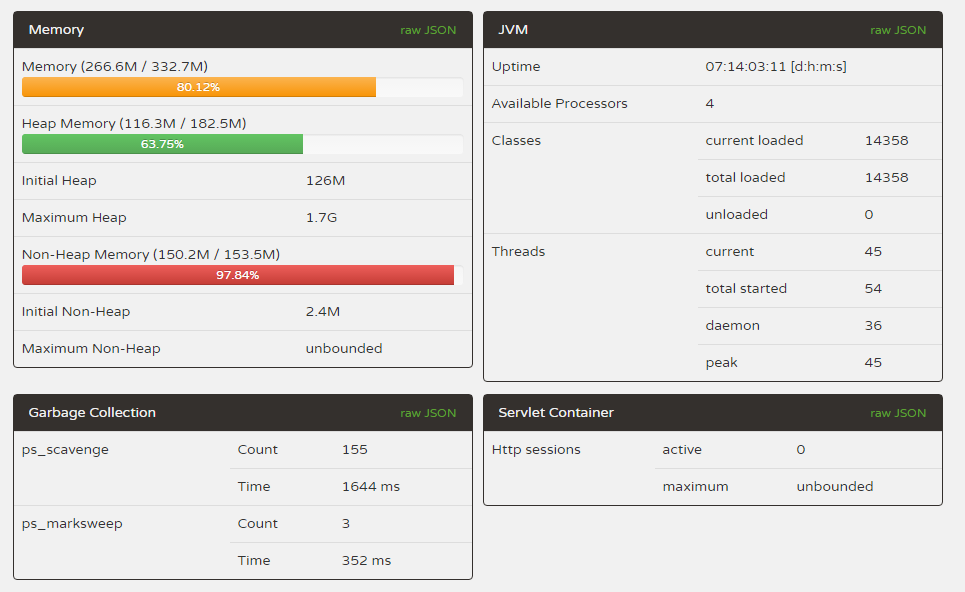 Memory raw JSON
Memory (266.6M / 332.7M)
80.12%
Heap Memory (116.3M / 182.5M)
63.75%
Initial Heap 126M
Maximum Heap 1.7G
Non-Heap Memory (150.2M / 153.5M)
97.84%
Initial Non-Heap 2.4M
Maximum Non-Heap unbounded
JVM raw JSON
Uptime 07:14:03:11 [d:h:m:s]
Available Processors 4
Classes current loaded 14358
total loaded 14358
unloaded 0
Threads current 45
total started 54
daemon 36
peak 45
Garbage Collection raw JSON
ps_scavenge Count 155
Time 1644 ms
ps_marksweep Count 3
Time 352 ms
Servlet Container raw JSON
Http sessions active 0
maximum unbounded